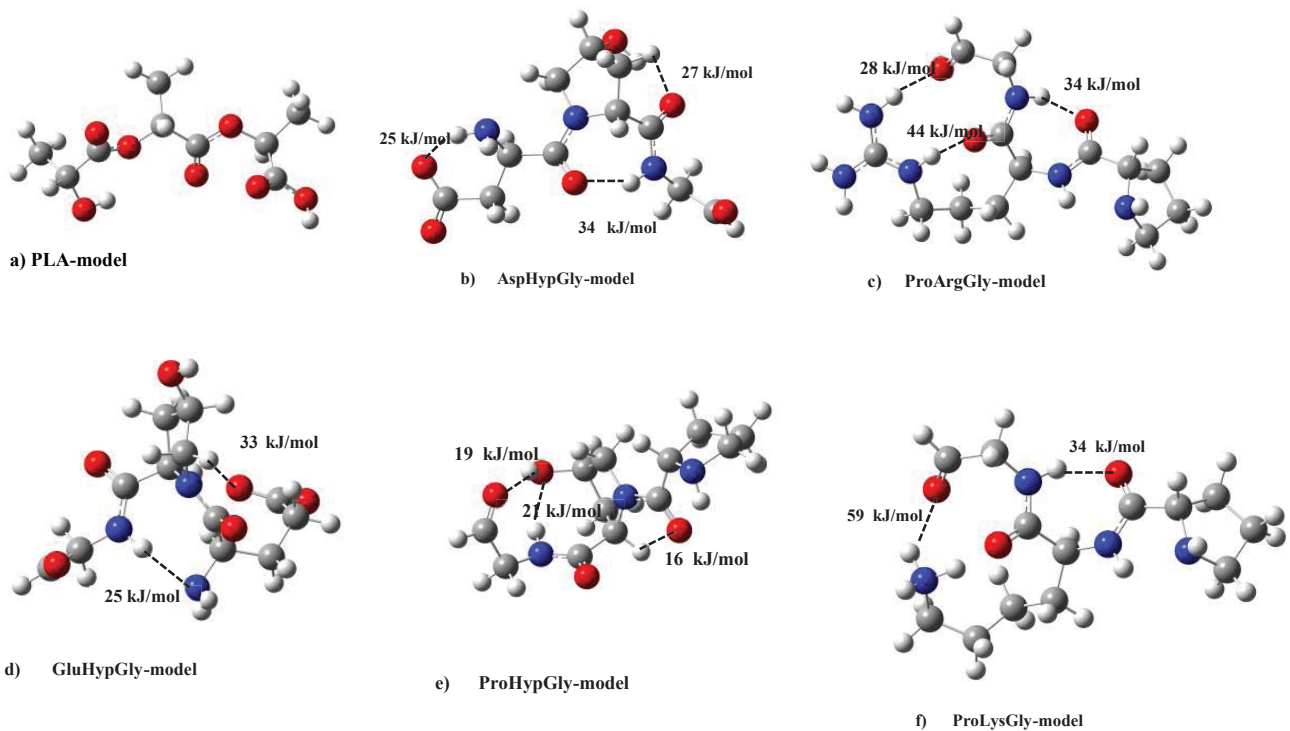 25 kJ/mol
27 kJ/mol
34 kJ/mol
28 kJ/mol
34 kJ/mol
44 kJ/mol
a) PLA-model
b) AspHypGly-model
c) ProArgGly-model
33 kJ/mol
25 kJ/mol
19 kJ/mol
21 kJ/mol
16 kJ/mol
34 kJ/mol
59 kJ/mol
d) GluHypGly-model
e) ProHypGly-model
f) ProLysGly-model